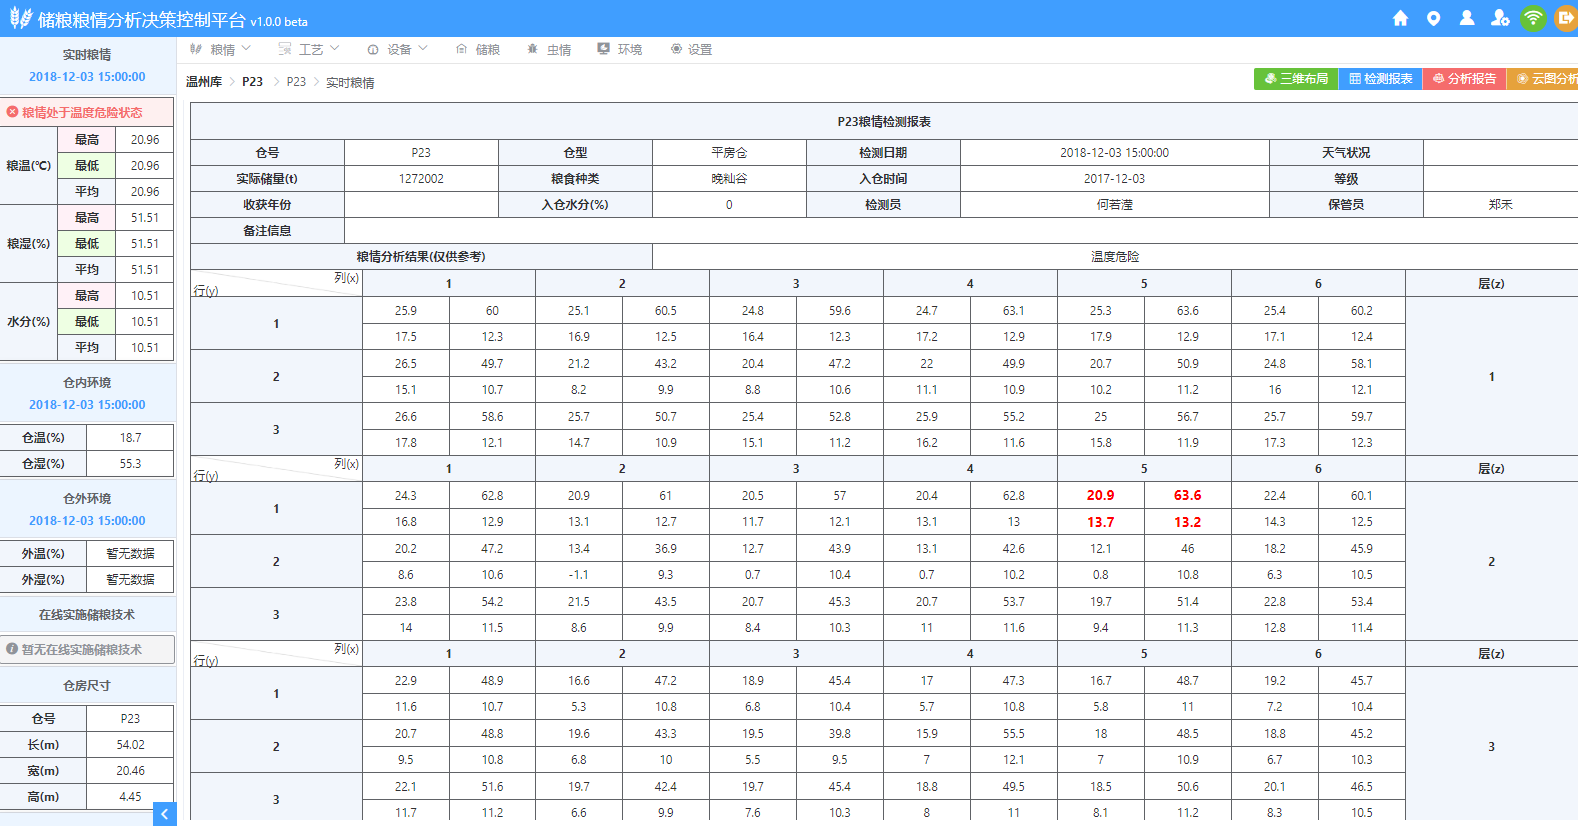 储粮粮情分析决策控制平台 v1.0.0 beta
实时粮情
2018-12-03 15:00:00
粮情处于温度危险状态
粮温(℃) 最高 20.96
最低 20.96
平均 20.96
粮湿(%) 最高 51.51
最低 51.51
平均 51.51
水分(%) 最高 10.51
最低 10.51
平均 10.51
仓内环境
2018-12-03 15:00:00
仓温(%) 18.7
仓湿(%) 55.3
仓外环境
2018-12-03 15:00:00
外温(%) 暂无数据
外湿(%) 暂无数据
在线实施储粮技术
暂无在线实施储粮技术
仓房尺寸
仓号 P23
长(m) 54.02
宽(m) 20.46
高(m) 4.45
粮情 工艺 设备 储粮 虫情 环境 设置
温州库 > P23 > P23 > 实时粮情
三维布局 检测报表 分析报告 云图分析
P23粮情检测报表
仓号 P23 仓型 平房仓 检测日期 2018-12-03 15:00:00 天气状况
实际储量(t) 1272002 粮食种类 晚籼谷 入仓时间 2017-12-03 等级
收获年份 入仓水分(%) 0 检测员 何若滢 保管员 郑禾
备注信息
粮情分析结果(仅供参考) 温度危险
列(x) 行(y) 1 2 3 4 5 6 层(z)
1 25.9 60 25.1 60.5 24.8 59.6 24.7 63.1 25.3 63.6 25.4 60.2
17.5 12.3 16.9 12.5 16.4 12.3 17.2 12.9 17.9 12.9 17.1 12.4
2 26.5 49.7 21.2 43.2 20.4 47.2 22 49.9 20.7 50.9 24.8 58.1 1
15.1 10.7 8.2 9.9 8.8 10.6 11.1 10.9 10.2 11.2 16 12.1
3 26.6 58.6 25.7 50.7 25.4 52.8 25.9 55.2 25 56.7 25.7 59.7
17.8 12.1 14.7 10.9 15.1 11.2 16.2 11.6 15.8 11.9 17.3 12.3
列(x) 行(y) 1 2 3 4 5 6 层(z)
1 24.3 62.8 20.9 61 20.5 57 20.4 62.8 20.9 63.6 22.4 60.1
16.8 12.9 13.1 12.7 11.7 12.1 13.1 13 13.7 13.2 14.3 12.5
2 20.2 47.2 13.4 36.9 12.7 43.9 13.1 42.6 12.1 46 18.2 45.9 2
8.6 10.6 -1.1 9.3 0.7 10.4 0.7 10.2 0.8 10.8 6.3 10.5
3 23.8 54.2 21.5 43.5 20.7 45.3 20.7 53.7 19.7 51.4 22.8 53.4
14 11.5 8.6 9.9 8.4 10.3 11 11.6 9.4 11.3 12.8 11.4
列(x) 行(y) 1 2 3 4 5 6 层(z)
1 22.9 48.9 16.6 47.2 18.9 45.4 17 47.3 16.7 48.7 19.2 45.7
11.6 10.7 5.3 10.8 6.8 10.4 5.7 10.8 5.8 11 7.2 10.4
2 20.7 48.8 19.6 43.3 19.5 39.8 15.9 55.5 18 48.5 18.8 45.2 3
9.5 10.8 6.8 10 5.5 9.5 7 12.1 7 10.9 6.7 10.3
3 22.1 51.6 19.7 42.4 19.7 45.4 18.8 49.5 18.5 50.6 20.1 46.5
11.7 11.2 6.6 9.9 7.6 10.3 8 11 8.1 11.2 8.3 10.5